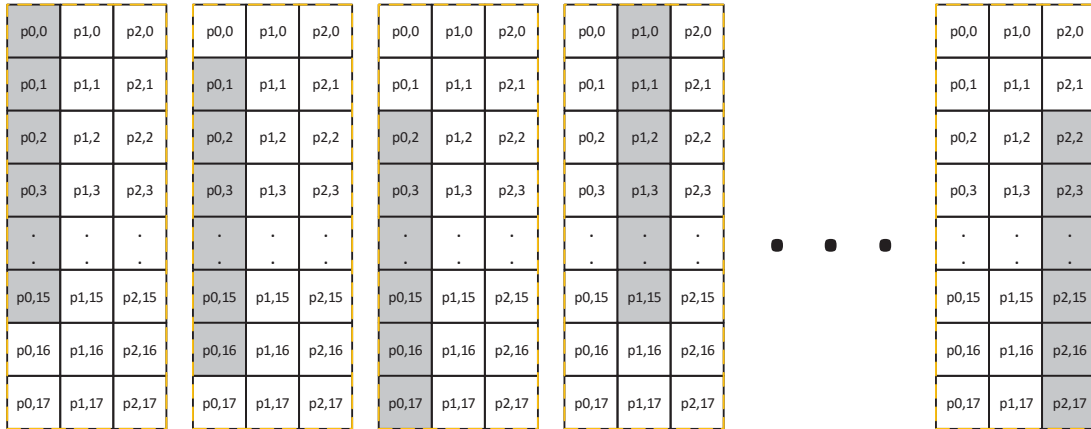 p0,0 p1,0 p2,0 p0,0 p1,0 p2,0 p0,0 p1,0 p2,0 p0,0 p1,0 p2,0 p0,0 p1,0 p2,0
p0,1 p1,1 p2,1 p0,1 p1,1 p2,1 p0,1 p1,1 p2,1 p0,1 p1,1 p2,1 p0,1 p1,1 p2,1
p0,2 p1,2 p2,2 p0,2 p1,2 p2,2 p0,2 p1,2 p2,2 p0,2 p1,2 p2,2 p0,2 p1,2 p2,2
p0,3 p1,3 p2,3 p0,3 p1,3 p2,3 p0,3 p1,3 p2,3 p0,3 p1,3 p2,3 p0,3 p1,3 p2,3
. . . . . . . . . . . . . . .
. . . . . . . . . . . . . . .
p0,15 p1,15 p2,15 p0,15 p1,15 p2,15 p0,15 p1,15 p2,15 p0,15 p1,15 p2,15 p0,15 p1,15 p2,15
p0,16 p1,16 p2,16 p0,16 p1,16 p2,16 p0,16 p1,16 p2,16 p0,16 p1,16 p2,16 p0,16 p1,16 p2,16
p0,17 p1,17 p2,17 p0,17 p1,17 p2,17 p0,17 p1,17 p2,17 p0,17 p1,17 p2,17 p0,17 p1,17 p2,17